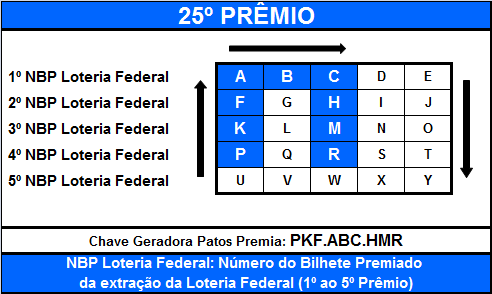 25º PRÊMIO
1º NBP Loteria Federal A B C D E
2º NBP Loteria Federal F G H I J
3º NBP Loteria Federal K L M N O
4º NBP Loteria Federal P Q R S T
5º NBP Loteria Federal U V W X Y
Chave Geradora Patos Premia: PKF.ABC.HMR
NBP Loteria Federal: Número do Bilhete Premiado
da extração da Loteria Federal (1º ao 5º Prêmio)